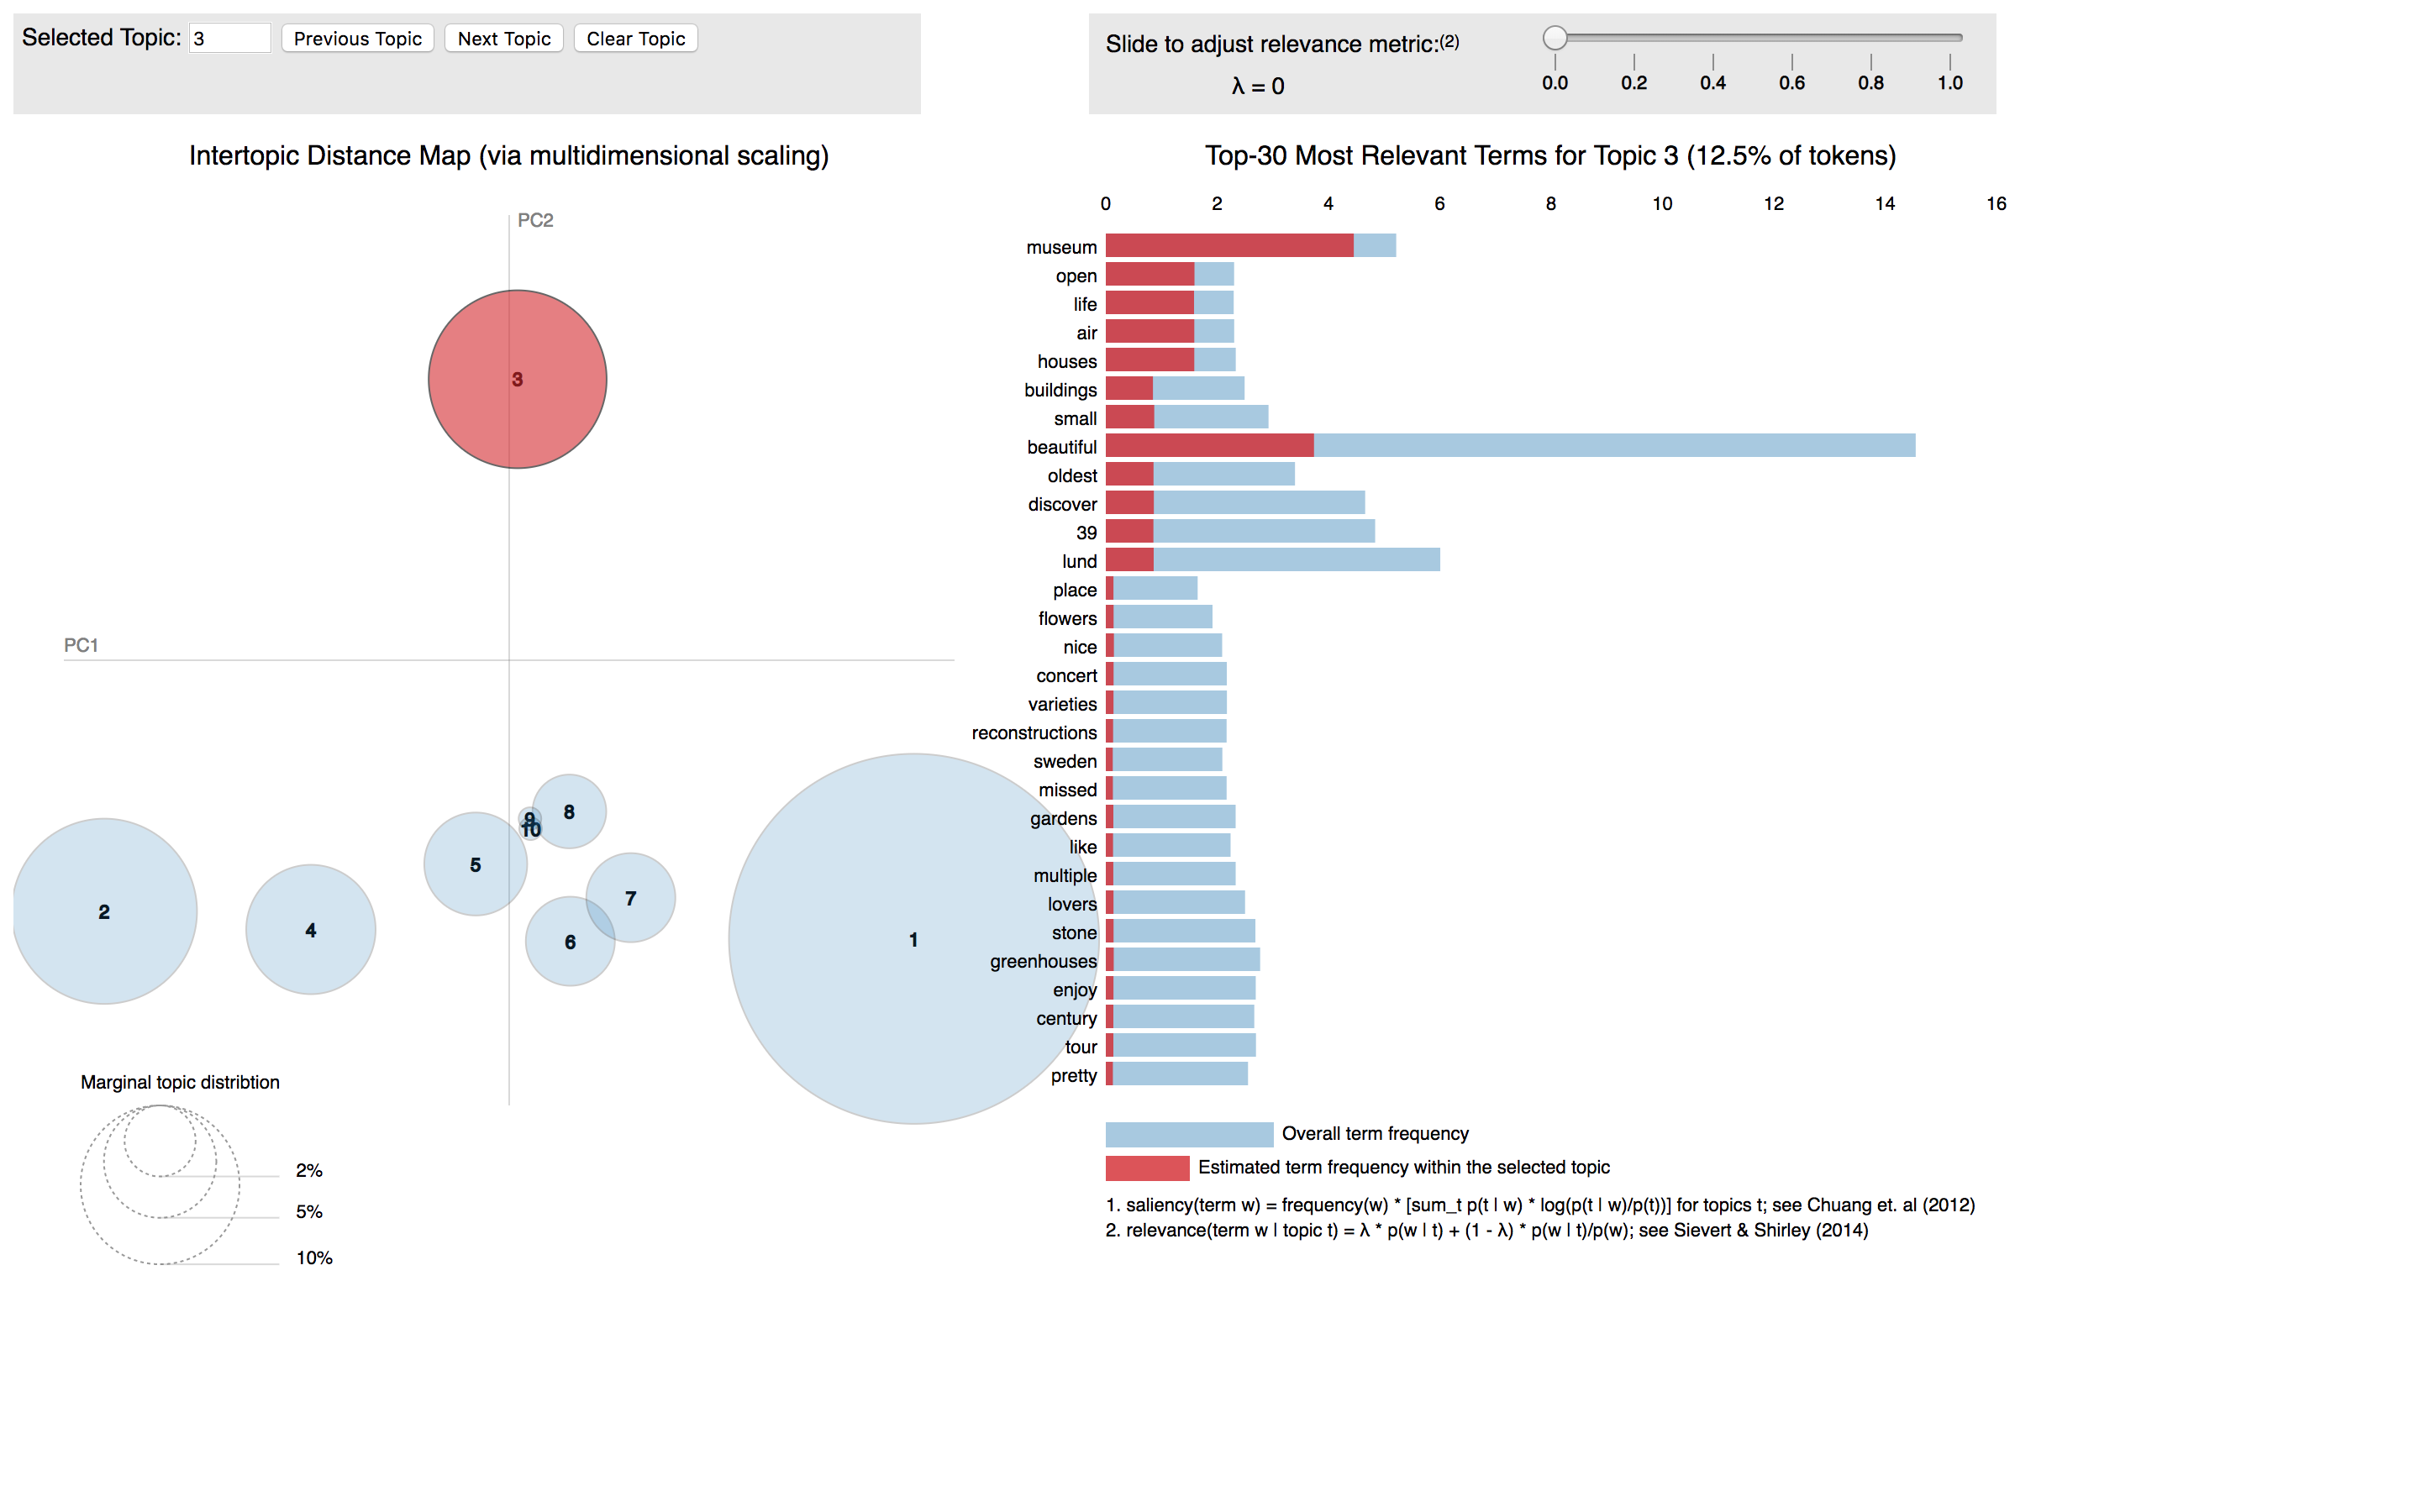 Selected Topic: 3 Previous Topic Next Topic Clear Topic
Slide to adjust relevance metric:(2)
λ = 0
0.0 0.2 0.4 0.6 0.8 1.0
Intertopic Distance Map (via multidimensional scaling)
PC2
PC1
3
8
9
10
5
7
2
4
6
1
Marginal topic distribtion
2%
5%
10%
Top-30 Most Relevant Terms for Topic 3 (12.5% of tokens)
0 2 4 6 8 10 12 14 16
museum
open
life
air
houses
buildings
small
beautiful
oldest
discover
39
lund
place
flowers
nice
concert
varieties
reconstructions
sweden
missed
gardens
like
multiple
lovers
stone
greenhouses
enjoy
century
tour
pretty
Overall term frequency
Estimated term frequency within the selected topic
1. saliency(term w) = frequency(w) * [sum_t p(t | w) * log(p(t | w)/p(t))] for topics t; see Chuang et. al (2012)
2. relevance(term w | topic t) = λ * p(w | t) + (1 - λ) * p(w | t)/p(w); see Sievert & Shirley (2014)